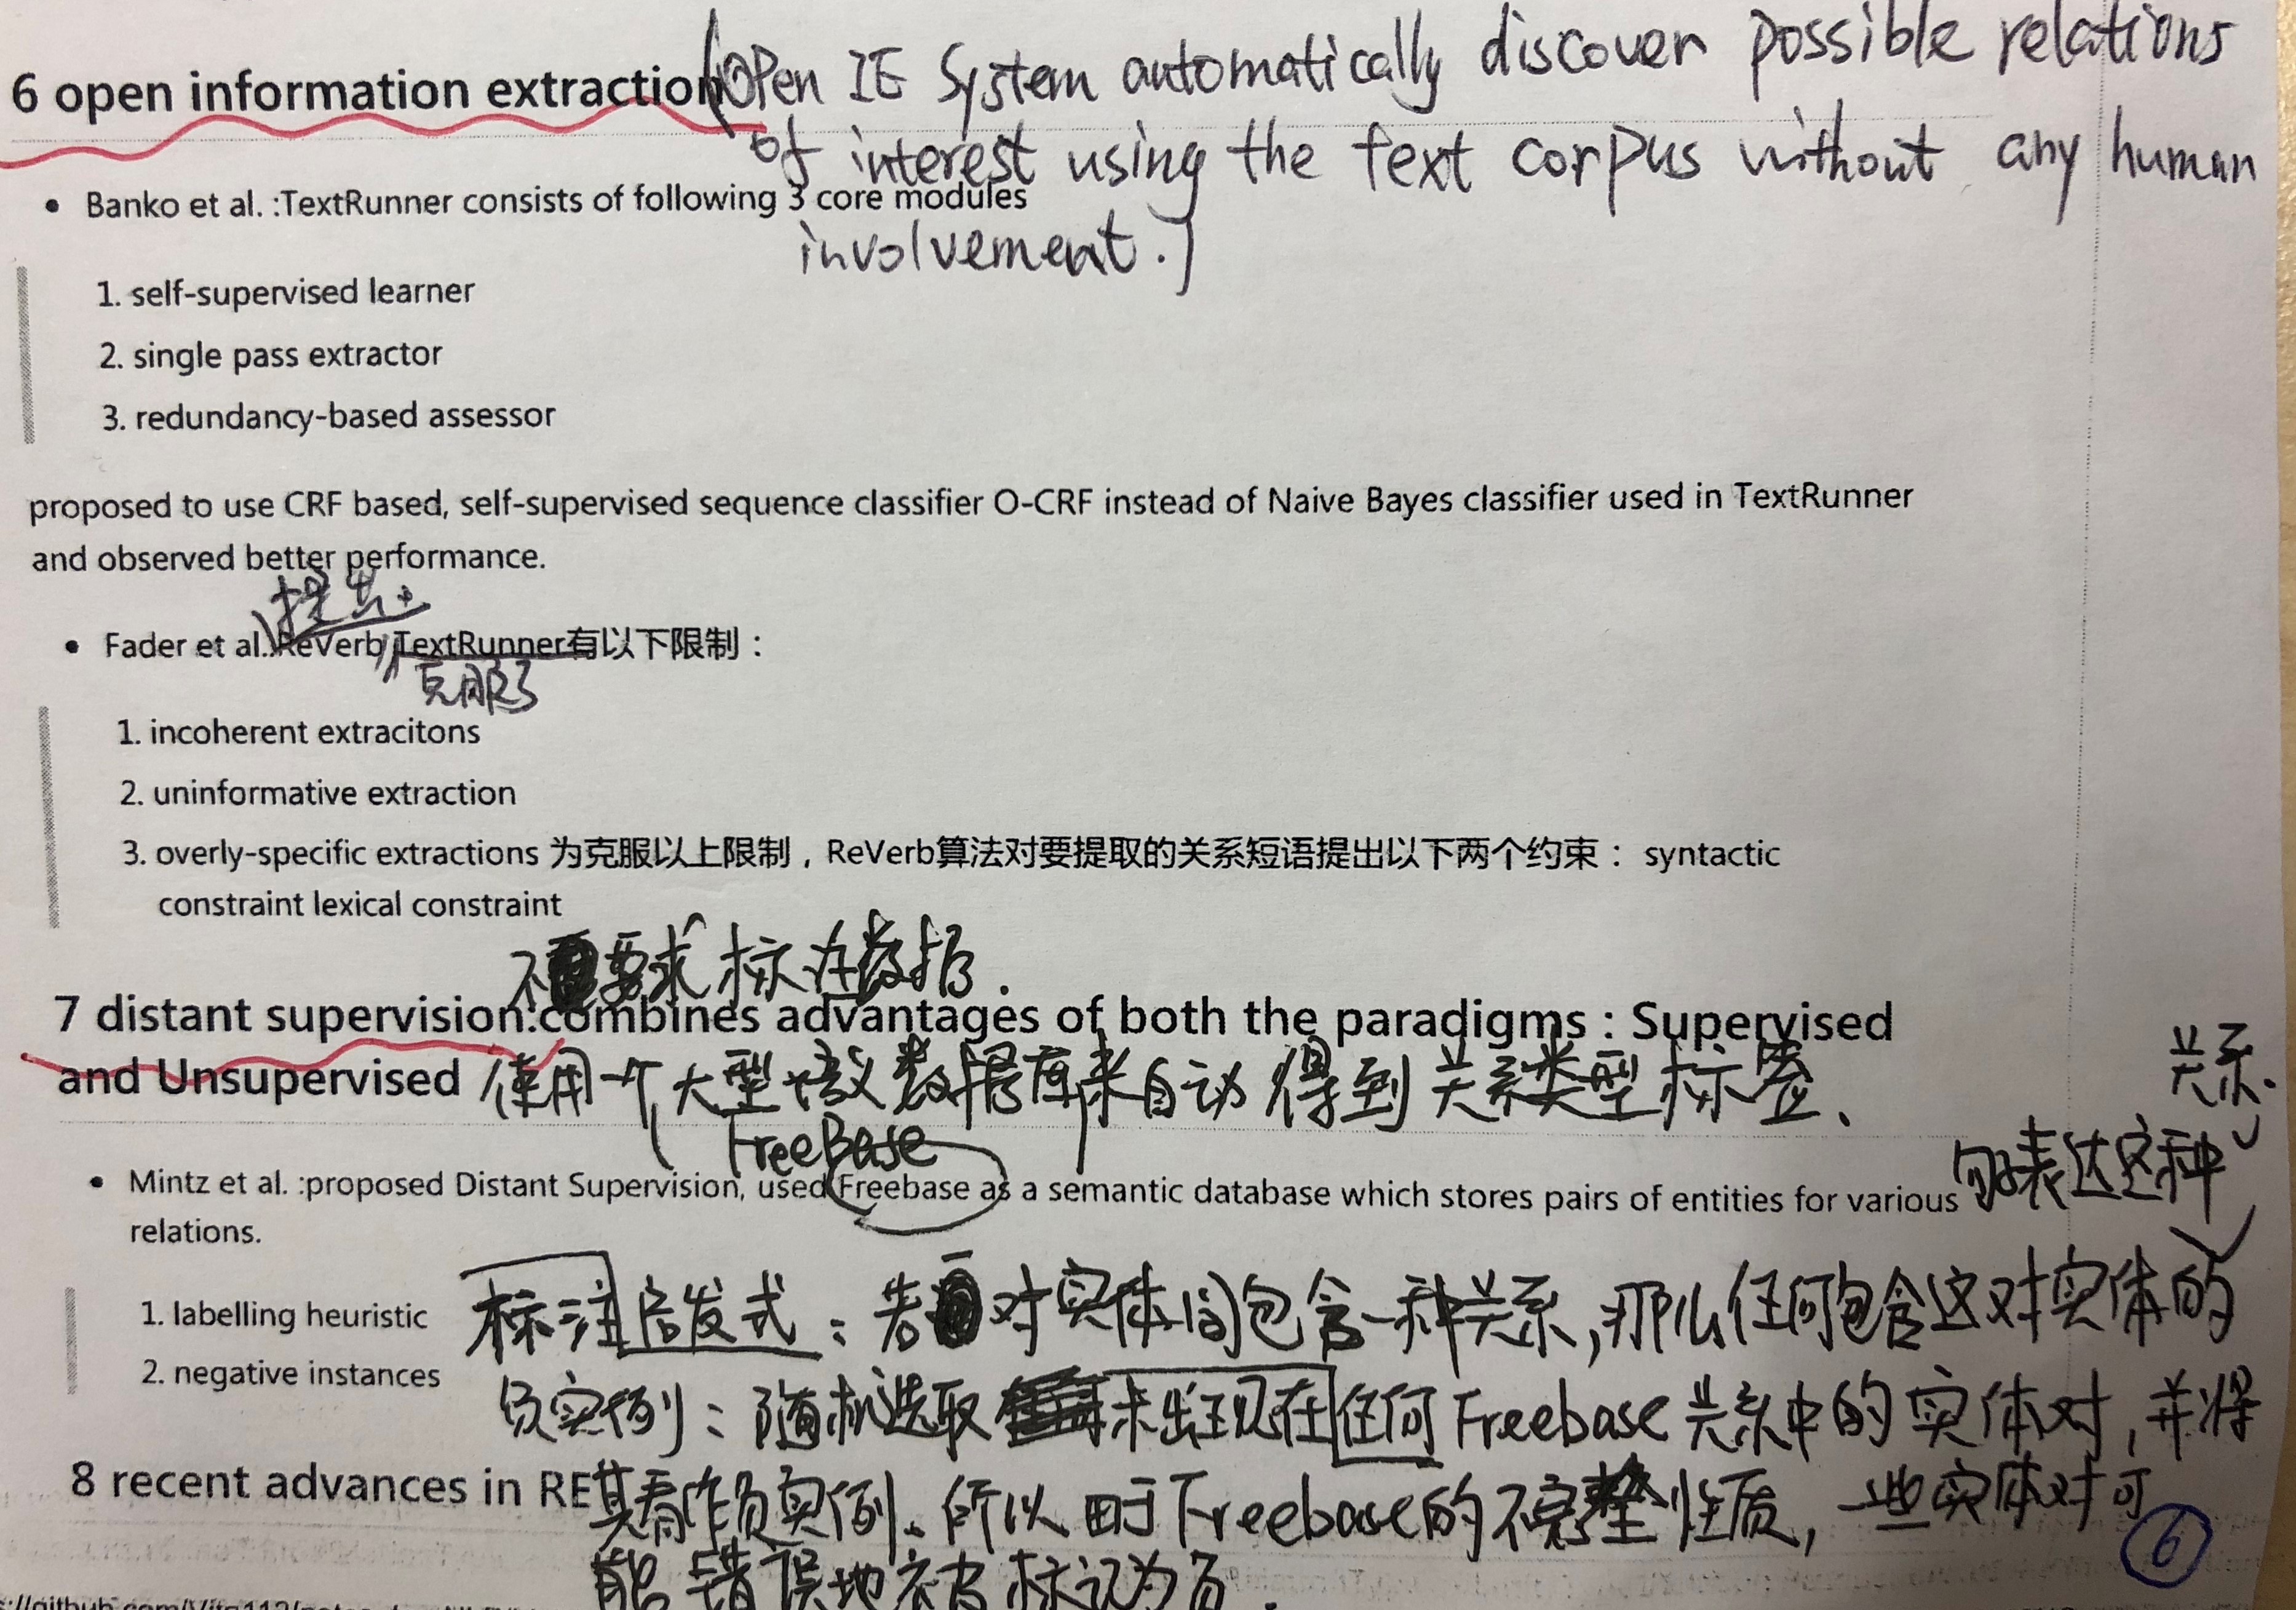 6 open information extraction (Open IE System automatically discover possible relations
of interest using the text corpus without any human
involvement.)
• Banko et al. :TextRunner consists of following 3 core modules
1. self-supervised learner
2. single pass extractor
3. redundancy-based assessor
proposed to use CRF based, self-supervised sequence classifier O-CRF instead of Naive Bayes classifier used in TextRunner
and observed better performance.
提出
• Fader et al.:ReVerb TextRunner有以下限制：
克服了
1. incoherent extracitons
2. uninformative extraction
3. overly-specific extractions 为克服以上限制，ReVerb算法对要提取的关系短语提出以下两个约束： syntactic
constraint lexical constraint
不要求标注数据.
7 distant supervision:combines advantages of both the paradigms : Supervised
and Unsupervised 使用一个大型语义数据库来自动得到关系类型标签、
FreeBase
关系.
句子表达这种
• Mintz et al. :proposed Distant Supervision, used Freebase as a semantic database which stores pairs of entities for various
relations.
1. labelling heuristic 标注启发式：若一对实体间包含一种关系,那么任何包含这对实体的
2. negative instances
负实例：随机选取未出现在任何Freebase关系中的实体对,并将
8 recent advances in RE 其看作负实例、所以由于Freebase的不完整性质,一些实体对可
能错误地被标记为负.
6